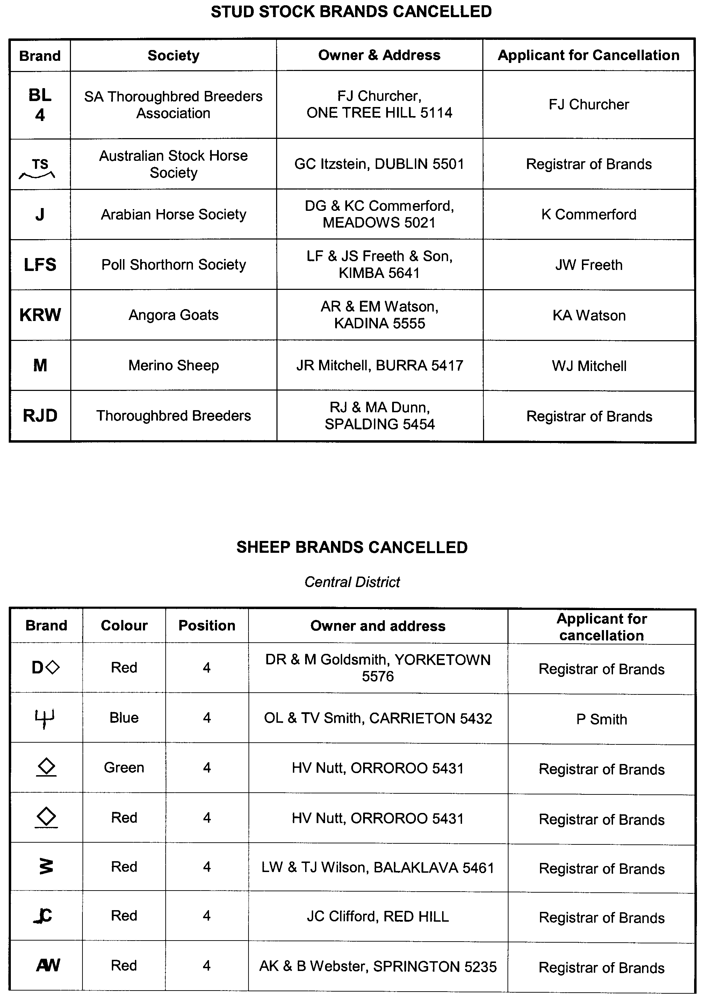 STUD STOCK BRANDS CANCELLED
Brand Society Owner & Address Applicant for Cancellation
BL
4
SA Thoroughbred Breeders
Association
FJ Churcher,
ONE TREE HILL 5114
FJ Churcher
TS
Australian Stock Horse
Society
GC Itzstein, DUBLIN 5501
Registrar of Brands
J
Arabian Horse Society
DG & KC Commerford,
MEADOWS 5021
K Commerford
LFS
Poll Shorthorn Society
LF & JS Freeth & Son,
KIMBA 5641
JW Freeth
KRW
Angora Goats
AR & EM Watson,
KADINA 5555
KA Watson
M
Merino Sheep
JR Mitchell, BURRA 5417
WJ Mitchell
RJD
Thoroughbred Breeders
RJ & MA Dunn,
SPALDING 5454
Registrar of Brands
SHEEP BRANDS CANCELLED
Central District
Brand Colour Position Owner and address
Applicant for
cancellation
D◇
Red
4
DR & M Goldsmith, YORKETOWN
5576
Registrar of Brands
Blue
4
OL & TV Smith, CARRIETON 5432
P Smith
◇
Green
4
HV Nutt, ORROROO 5431
Registrar of Brands
◇
Red
4
HV Nutt, ORROROO 5431
Registrar of Brands
W
Red
4
LW & TJ Wilson, BALAKLAVA 5461
Registrar of Brands
JC
Red
4
JC Clifford, RED HILL
Registrar of Brands
AW
Red
4
AK & B Webster, SPRINGTON 5235
Registrar of Brands